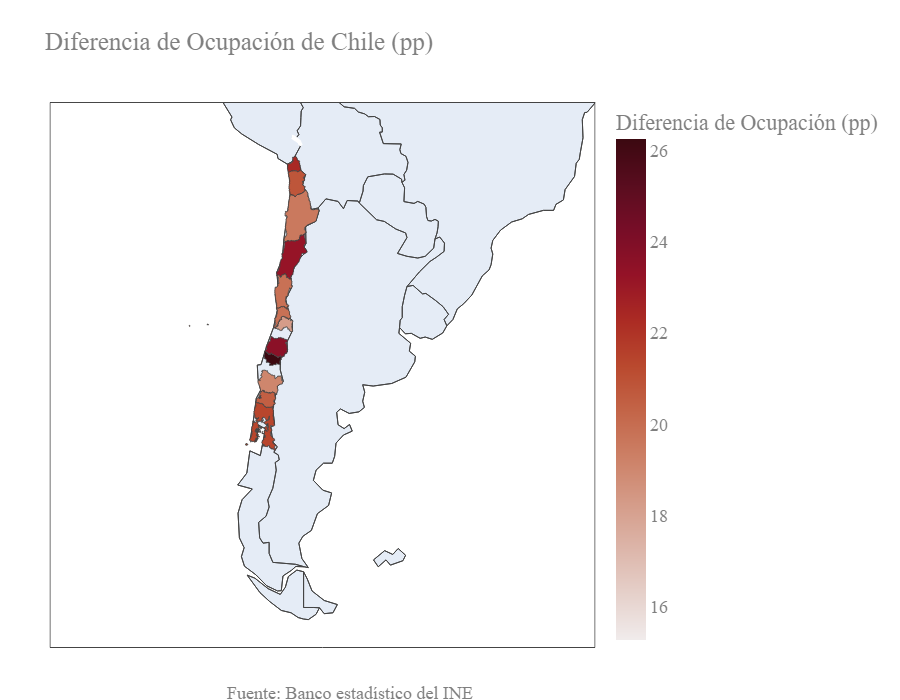 Diferencia de Ocupación de Chile (pp)
Diferencia de Ocupación (pp)
26
24
22
20
18
16
Fuente: Banco estadístico del INE